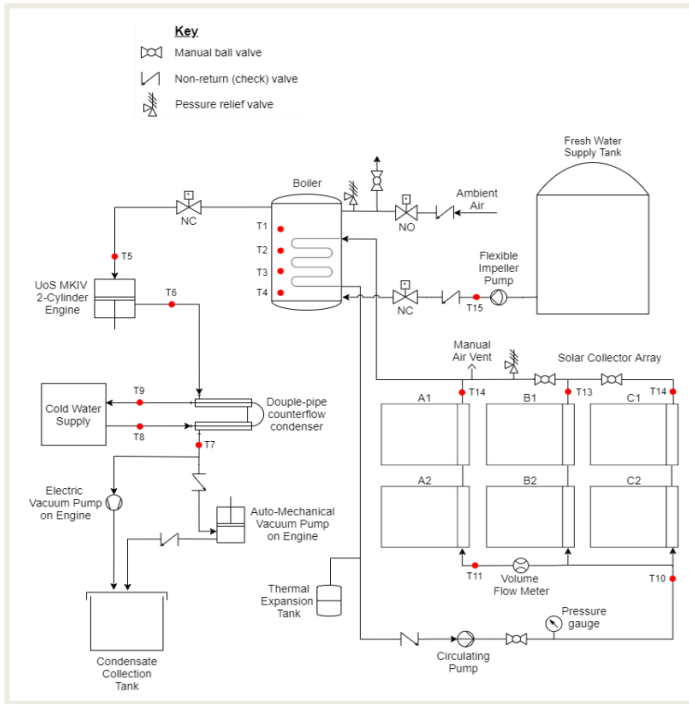 Key
Manual ball valve
Non-return (check) valve
Pessure relief valve
Fresh Water
Supply Tank
Boiler
Ambient
Air
NC
NO
T1
T2
T3
T4
T5
UoS MKIV
2-Cylinder
Engine
T6
Flexible
Impeller
Pump
NC
T15
Manual
Air Vent
Solar Collector Array
T9
Cold Water
Supply
T8
Douple-pipe
counterflow
condenser
T7
T14
T13
T14
A1
B1
C1
A2
B2
C2
Electric
Vacuum Pump
on Engine
Auto-Mechanical
Vacuum Pump
on Engine
T11
Volume
Flow Meter
T10
Thermal
Expansion
Tank
Pressure
gauge
Circulating
Pump
Condensate
Collection
Tank